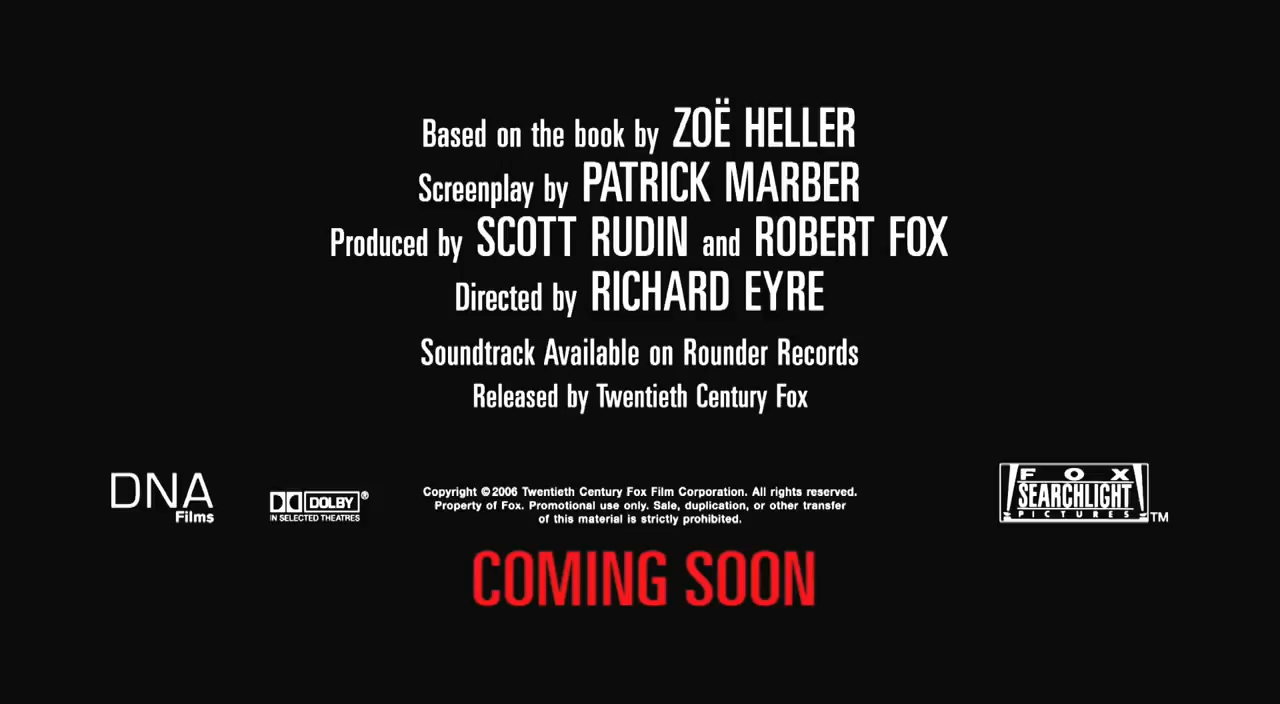 Based on the book by ZOË HELLER
Screenplay by PATRICK MARBER
Produced by SCOTT RUDIN and ROBERT FOX
Directed by RICHARD EYRE
Soundtrack Available on Rounder Records
Released by Twentieth Century Fox
DNA
Films
DOLBY®
IN SELECTED THEATRES
Copyright ©2006 Twentieth Century Fox Film Corporation. All rights reserved.
Property of Fox. Promotional use only. Sale, duplication, or other transfer
of this material is strictly prohibited.
FOX
SEARCHLIGHT
PICTURES TM
COMING SOON